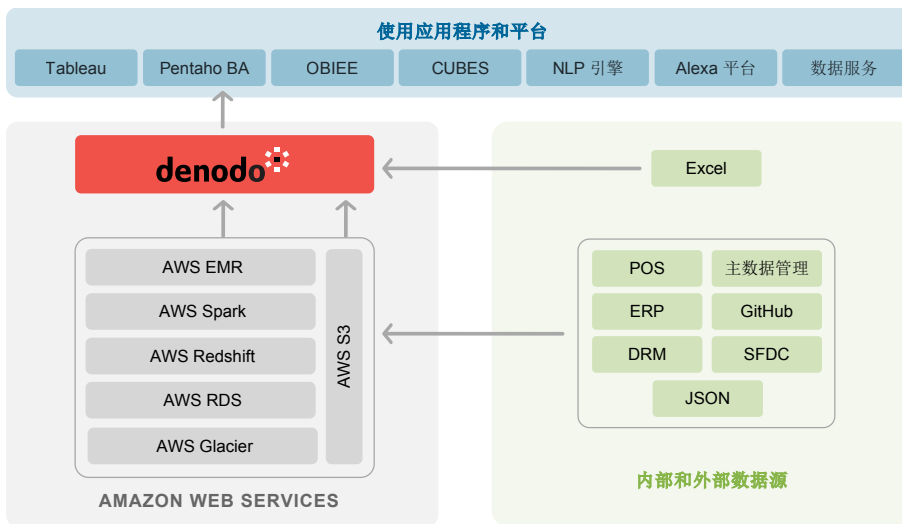 使用应用程序和平台
Tableau
Pentaho BA
OBIEE
CUBES
NLP 引擎
Alexa 平台
数据服务
denodo
Excel
AWS EMR
AWS Spark
AWS Redshift
AWS RDS
AWS Glacier
AWS S3
POS
主数据管理
ERP
GitHub
DRM
SFDC
JSON
AMAZON WEB SERVICES
内部和外部数据源